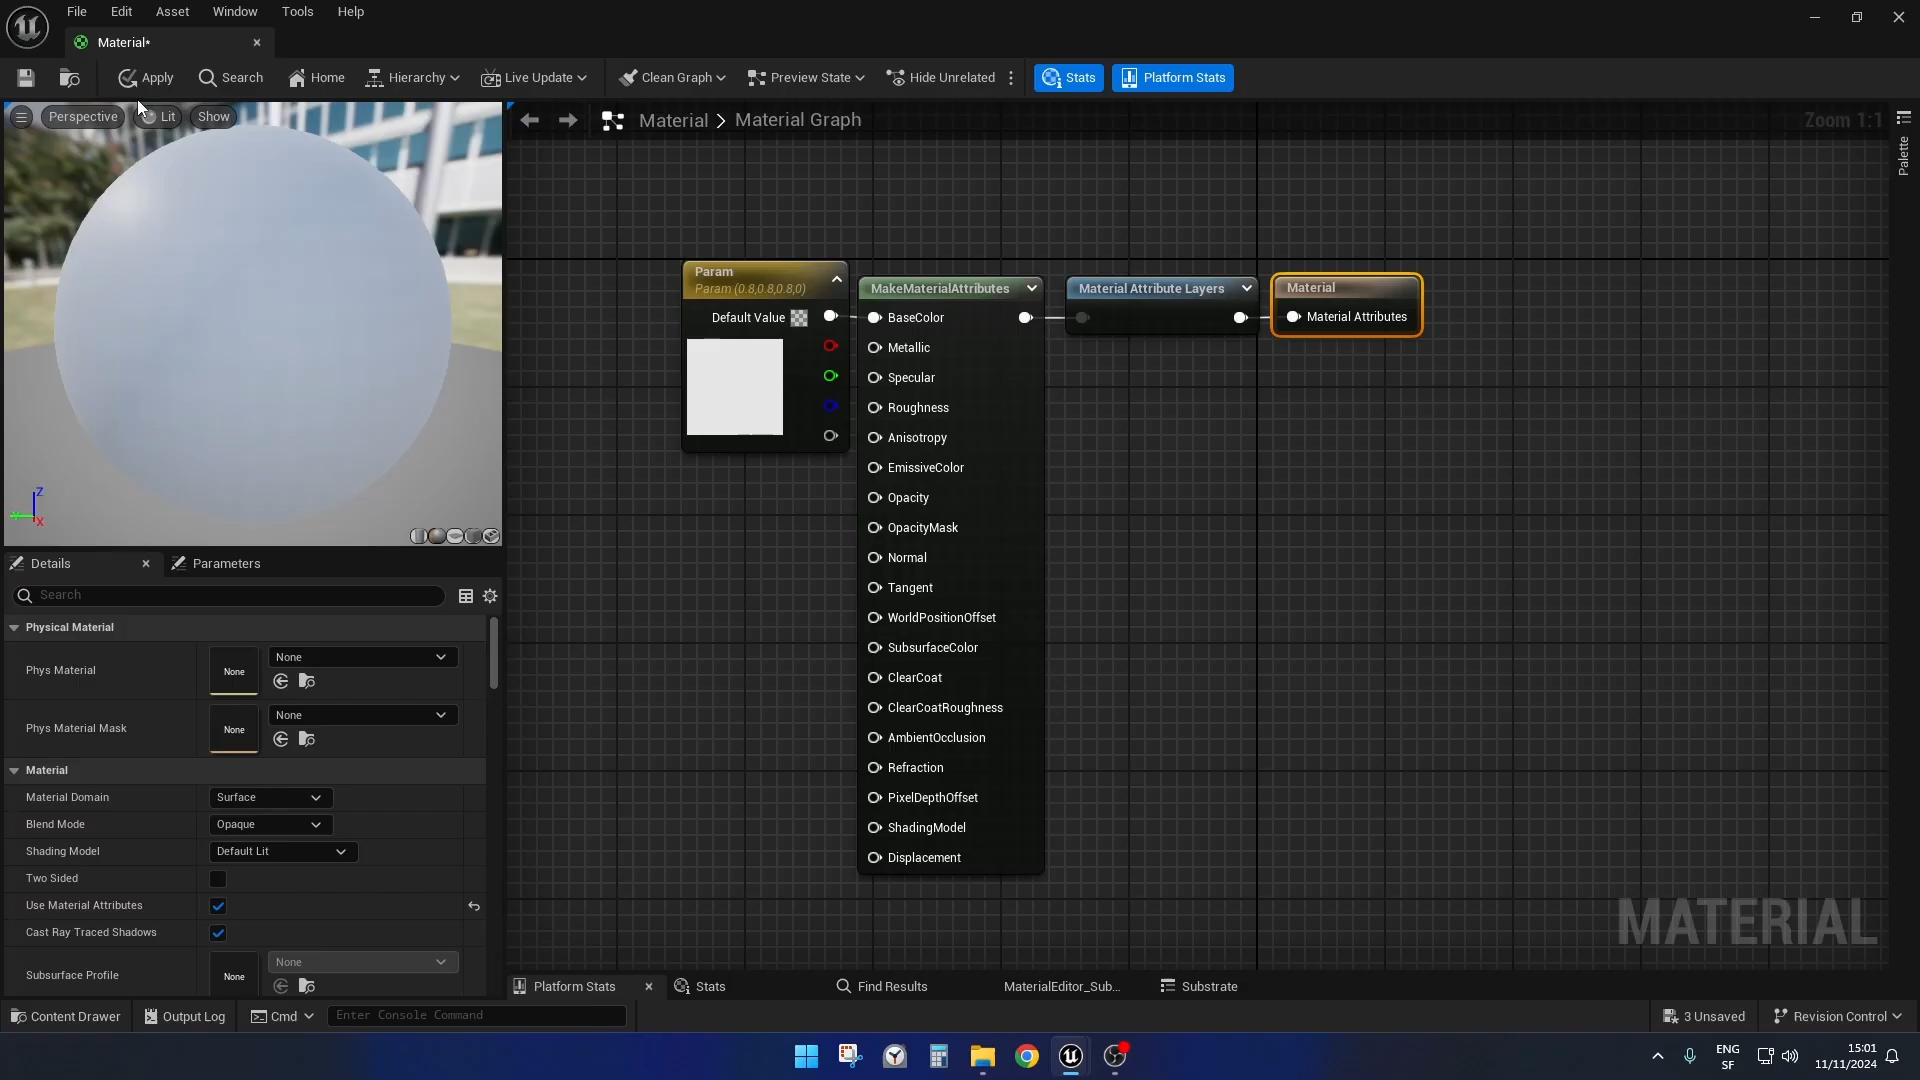 File Edit Asset Window Tools Help
Material*
Apply Search Home Hierarchy Live Update Clean Graph Preview State Hide Unrelated Stats Platform Stats
Perspective Lit Show
Material > Material Graph
Zoom 1:1
Palette
Param
Param (0.8,0.8,0.8,0)
Default Value
MakeMaterialAttributes
BaseColor
Metallic
Specular
Roughness
Anisotropy
EmissiveColor
Opacity
OpacityMask
Normal
Tangent
WorldPositionOffset
SubsurfaceColor
ClearCoat
ClearCoatRoughness
AmbientOcclusion
Refraction
PixelDepthOffset
ShadingModel
Displacement
Material Attribute Layers
Material
Material Attributes
MATERIAL
Z
X
Details Parameters
Search
Physical Material
Phys Material None None
Phys Material Mask None None
Material
Material Domain Surface
Blend Mode Opaque
Shading Model Default Lit
Two Sided
Use Material Attributes
Cast Ray Traced Shadows
Subsurface Profile None None
Platform Stats Stats Find Results MaterialEditor_Sub... Substrate
Content Drawer Output Log Cmd Enter Console Command 3 Unsaved Revision Control
ENG
SF
15:01
11/11/2024